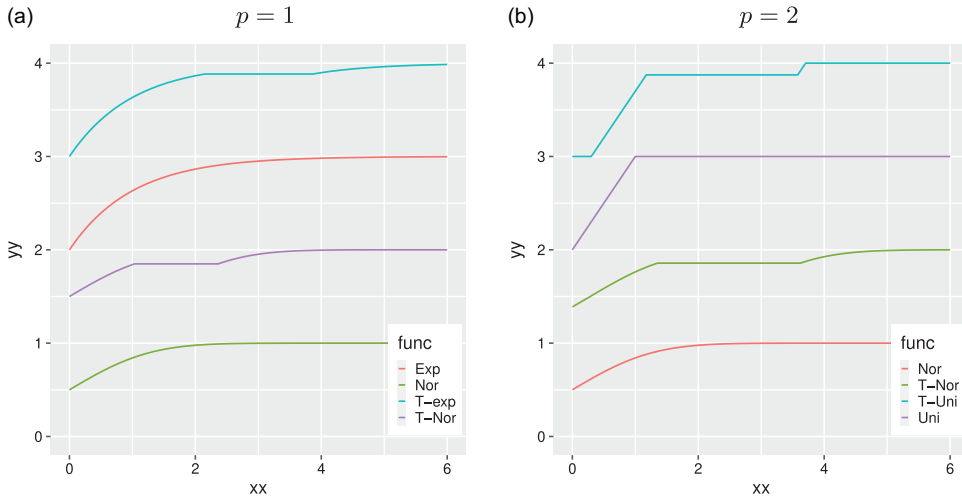 (a)
p = 1
yy
4
3
2
1
0
0 2 4 6
xx
func
Exp
Nor
T−exp
T−Nor
(b)
p = 2
yy
4
3
2
1
0
0 2 4 6
xx
func
Nor
T−Nor
T−Uni
Uni